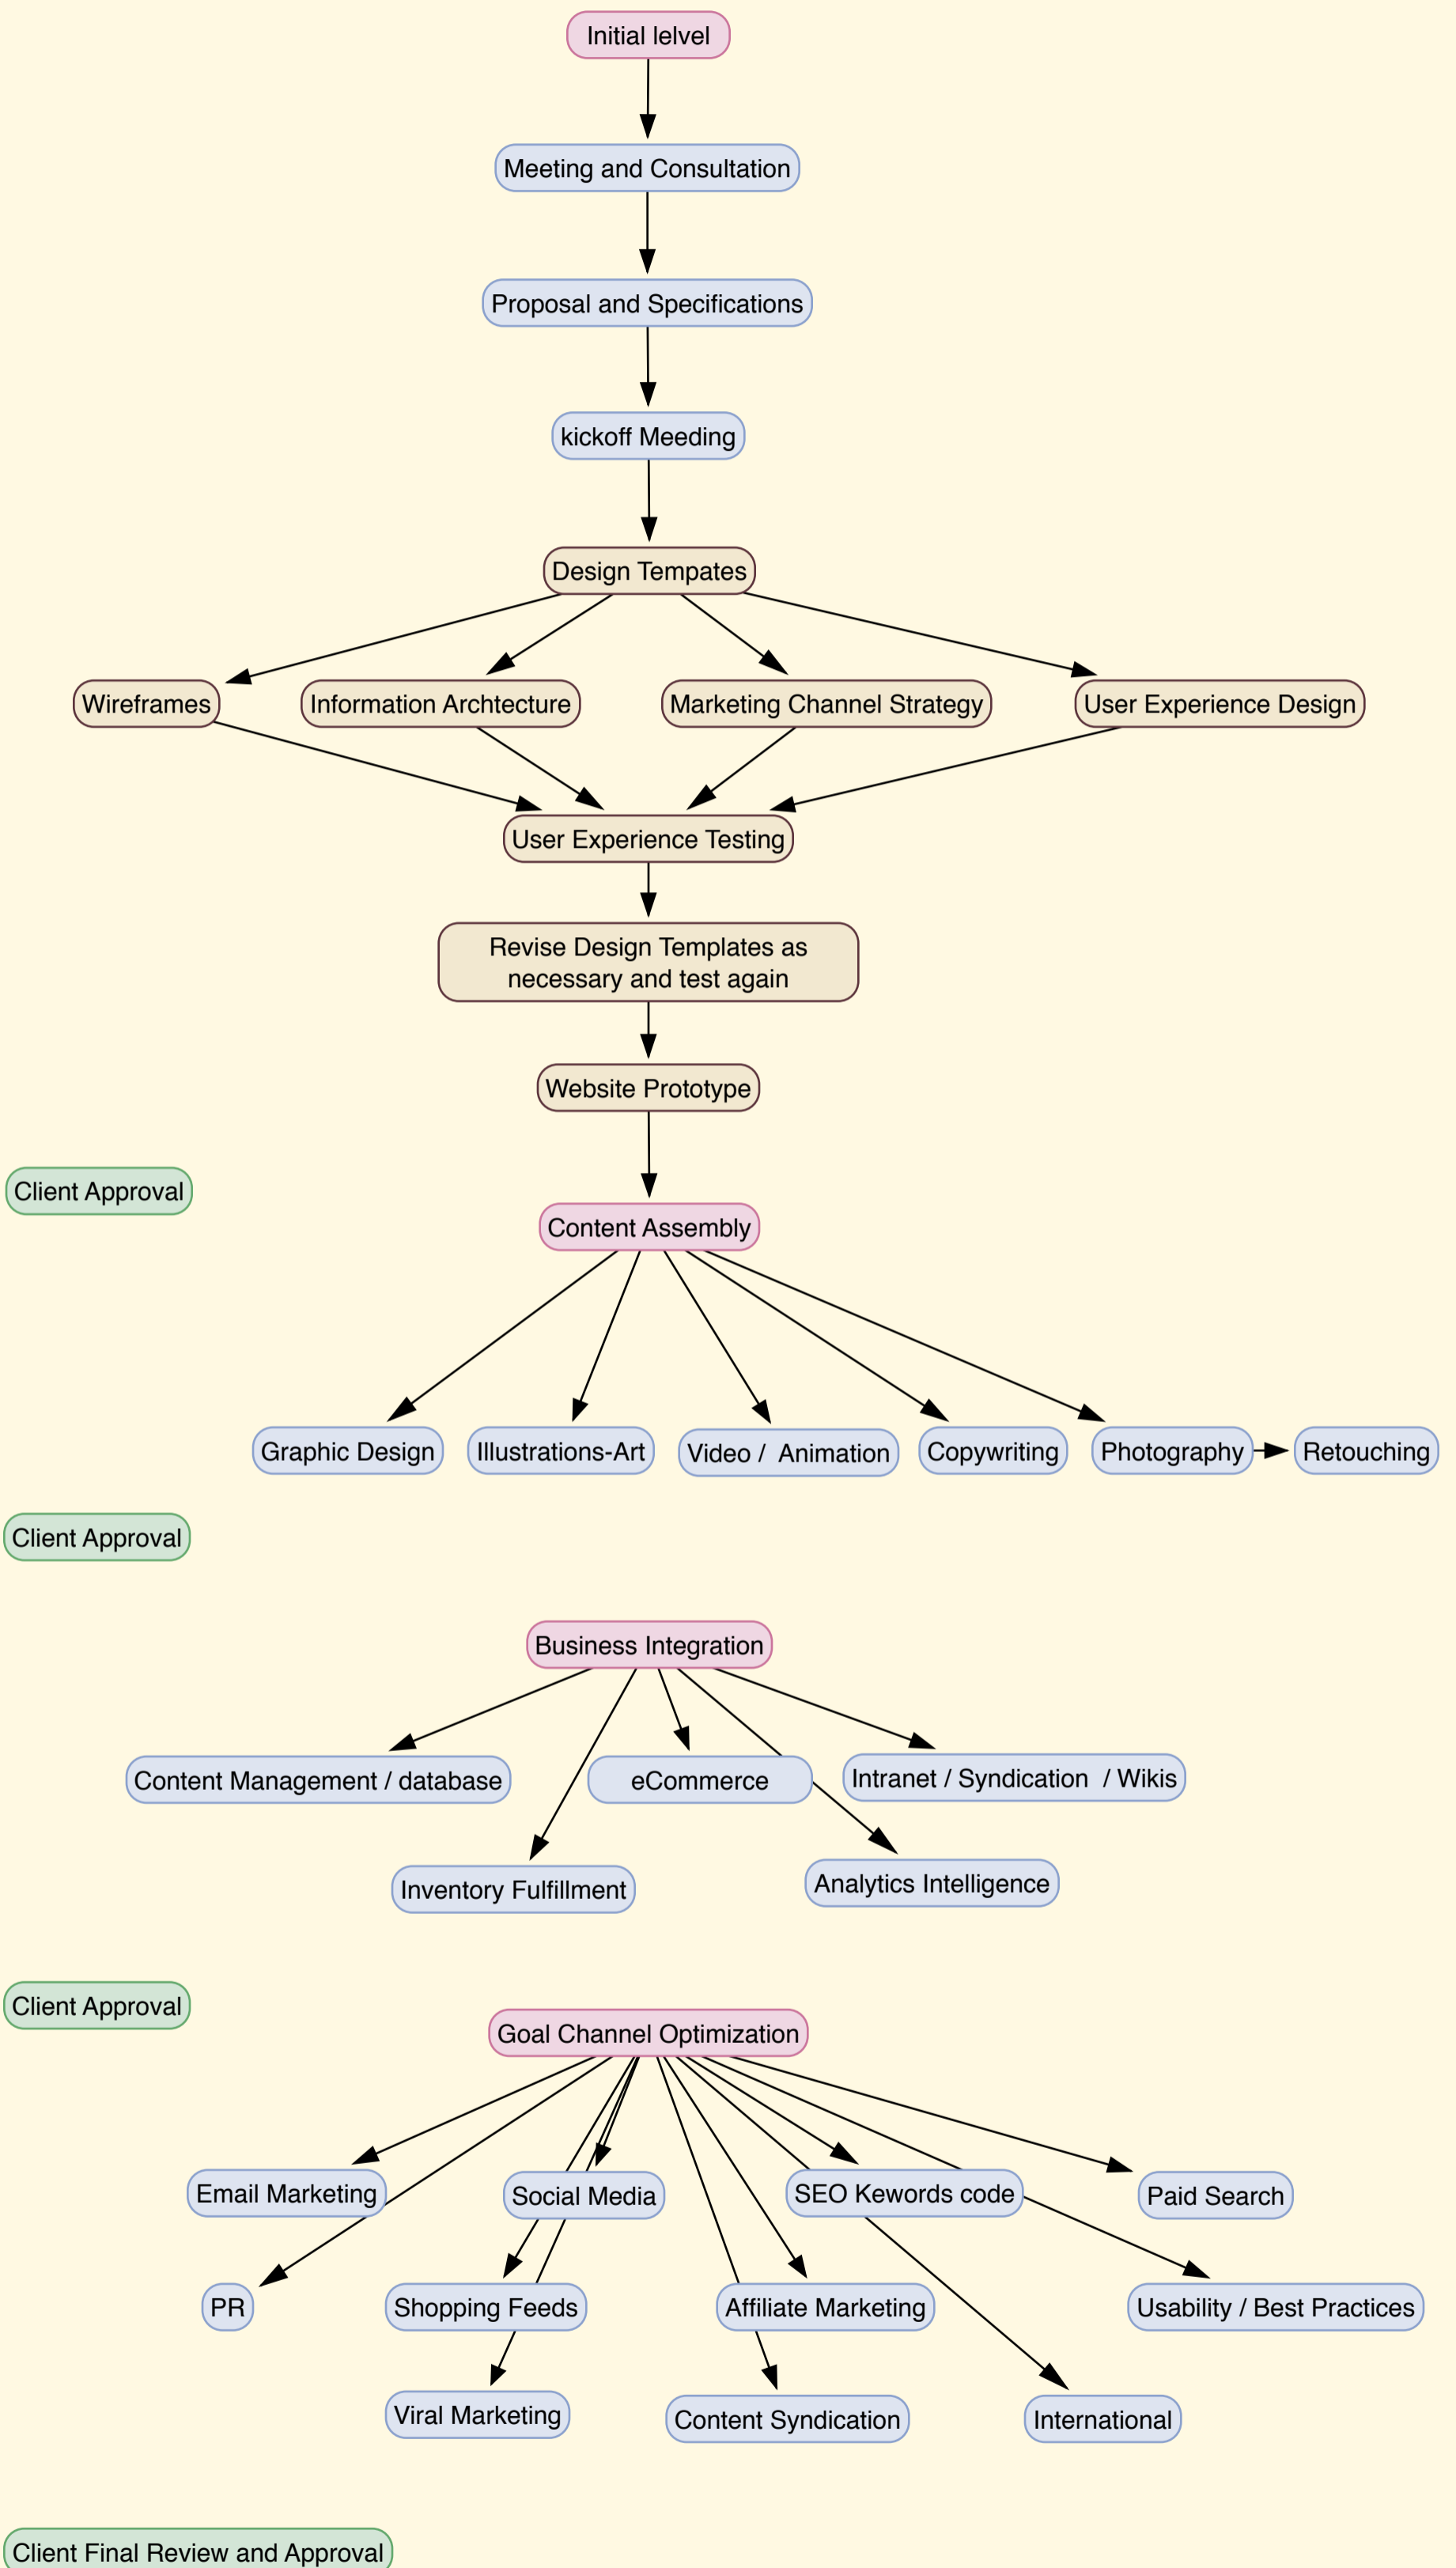 Initial lelvel
Meeting and Consultation
Proposal and Specifications
kickoff Meeding
Design Tempates
Wireframes
Information Archtecture
Marketing Channel Strategy
User Experience Design
User Experience Testing
Revise Design Templates as
necessary and test again
Website Prototype
Client Approval
Content Assembly
Graphic Design
Illustrations-Art
Video /  Animation
Copywriting
Photography
Retouching
Client Approval
Business Integration
Content Management / database
eCommerce
Intranet / Syndication  / Wikis
Inventory Fulfillment
Analytics Intelligence
Client Approval
Goal Channel Optimization
Email Marketing
Social Media
SEO Kewords code
Paid Search
PR
Shopping Feeds
Affiliate Marketing
Usability / Best Practices
Viral Marketing
Content Syndication
International
Client Final Review and Approval